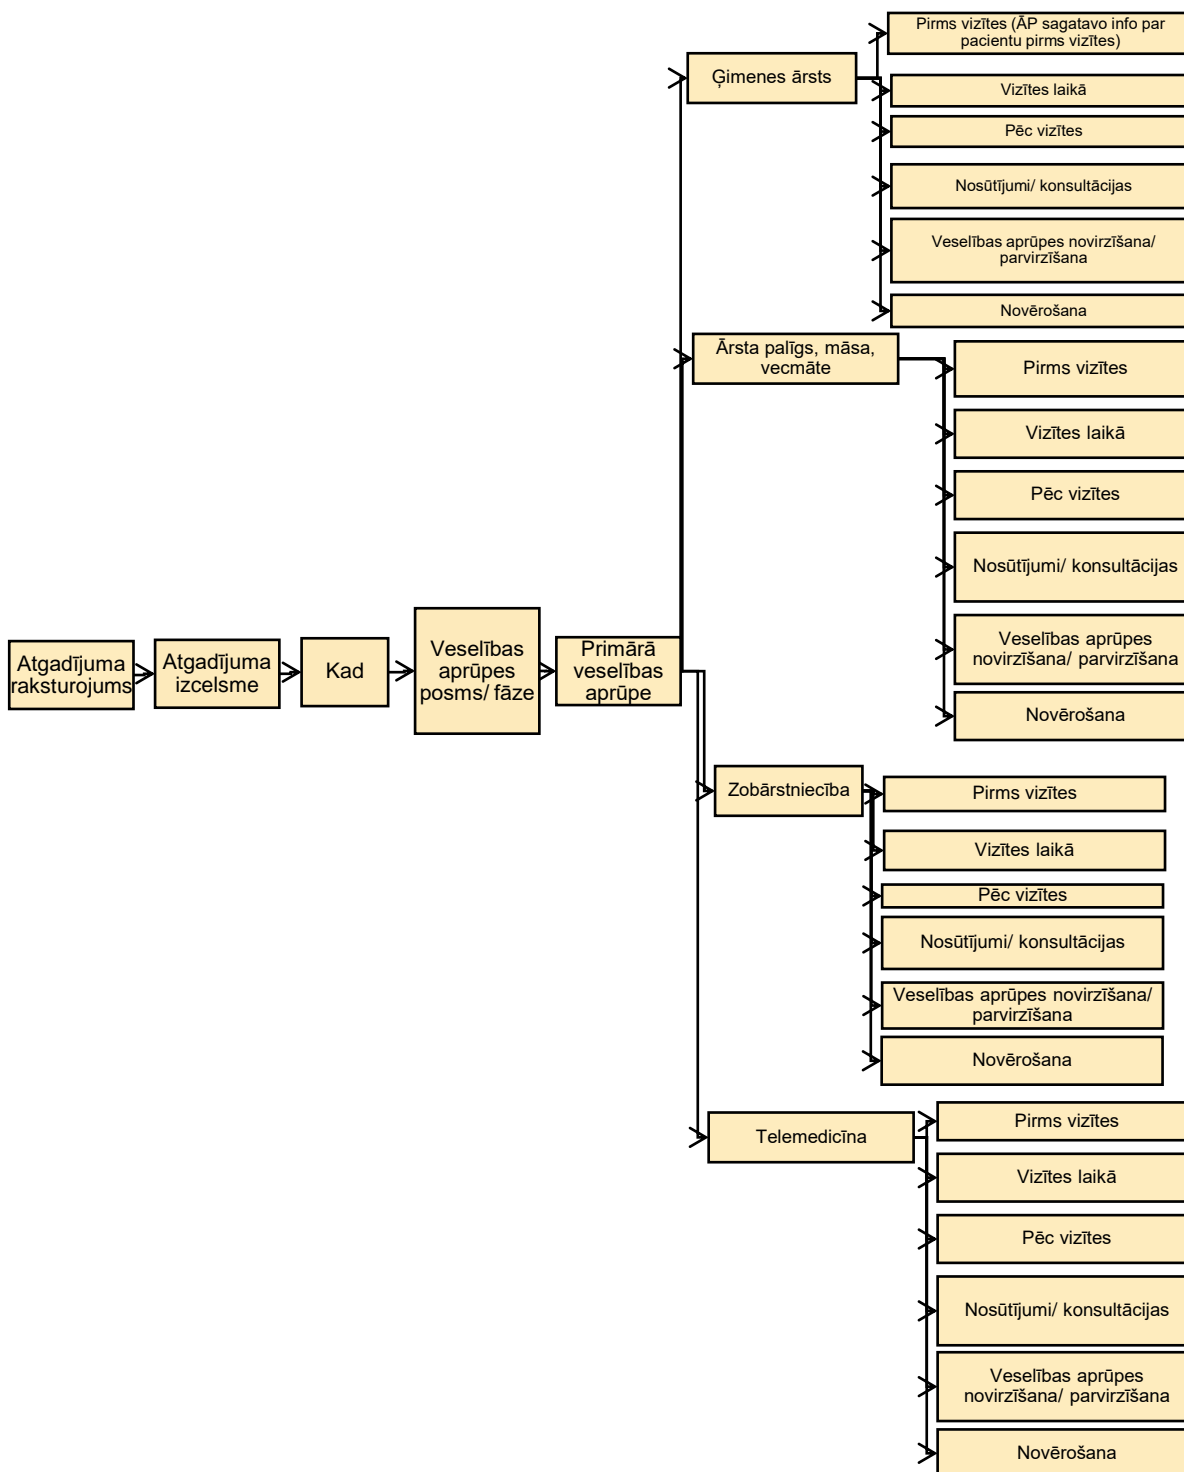 Atgadījuma
raksturojums
Atgadījuma
izcelsme
Kad
Veselības
aprūpes
posms/ fāze
Primārā
veselības
aprūpe
Ģimenes ārsts
Pirms vizītes (ĀP sagatavo info par
pacientu pirms vizītes)
Vizītes laikā
Pēc vizītes
Nosūtījumi/ konsultācijas
Veselības aprūpes novirzīšana/
parvirzīšana
Novērošana
Ārsta palīgs, māsa,
vecmāte
Pirms vizītes
Vizītes laikā
Pēc vizītes
Nosūtījumi/ konsultācijas
Veselības aprūpes
novirzīšana/ parvirzīšana
Novērošana
Zobārstniecība
Pirms vizītes
Vizītes laikā
Pēc vizītes
Nosūtījumi/ konsultācijas
Veselības aprūpes novirzīšana/
parvirzīšana
Novērošana
Telemedicīna
Pirms vizītes
Vizītes laikā
Pēc vizītes
Nosūtījumi/ konsultācijas
Veselības aprūpes
novirzīšana/ parvirzīšana
Novērošana